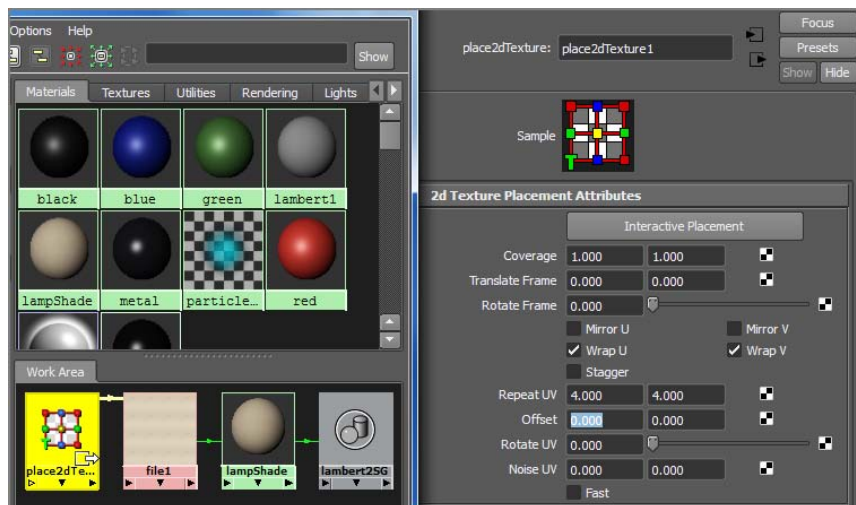 Options Help
Show
Materials Textures Utilities Rendering Lights
black blue green lambert1
lampShade metal particle... red
Work Area
place2dTe... file1 lampShade lambert2SG
place2dTexture: place2dTexture1
Focus
Presets
Show Hide
Sample
2d Texture Placement Attributes
Interactive Placement
Coverage 1.000 1.000
Translate Frame 0.000 0.000
Rotate Frame 0.000
Mirror U Mirror V
Wrap U Wrap V
Stagger
Repeat UV 4.000 4.000
Offset 0.000 0.000
Rotate UV 0.000
Noise UV 0.000 0.000
Fast